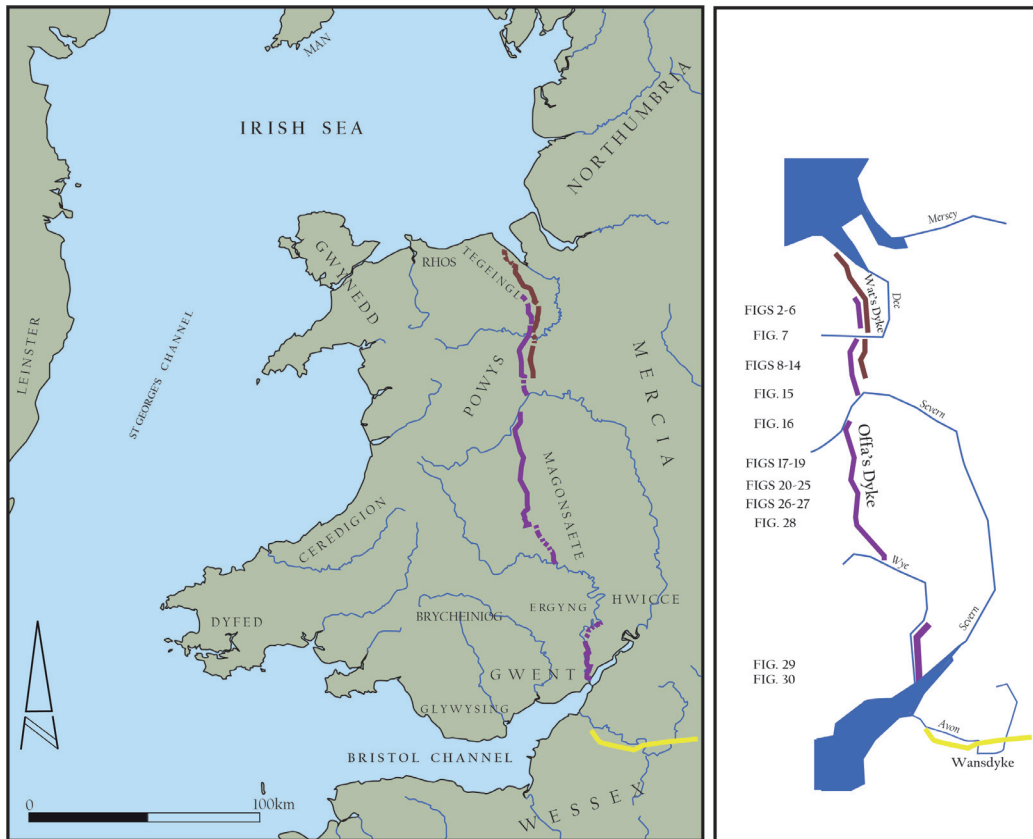 MAN
IRISH SEA
NORTHUMBRIA
GWYNEDD
RHOS
TEGEINGL
LEINSTER
ST GEORGE'S CHANNEL
MERCIA
POWYS
MAGONSAETE
CEREDIGION
DYFED
BRYCHEINIOG
ERGYNG
HWICCE
GWENT
GLYWYSING
BRISTOL CHANNEL
WESSEX
N
0
100km
Mersey
Wat's Dyke
Dee
FIGS 2-6
FIG. 7
FIGS 8-14
FIG. 15
Severn
FIG. 16
Offa's Dyke
FIGS 17-19
FIGS 20-25
FIGS 26-27
FIG. 28
Wye
Severn
FIG. 29
FIG. 30
Avon
Wansdyke